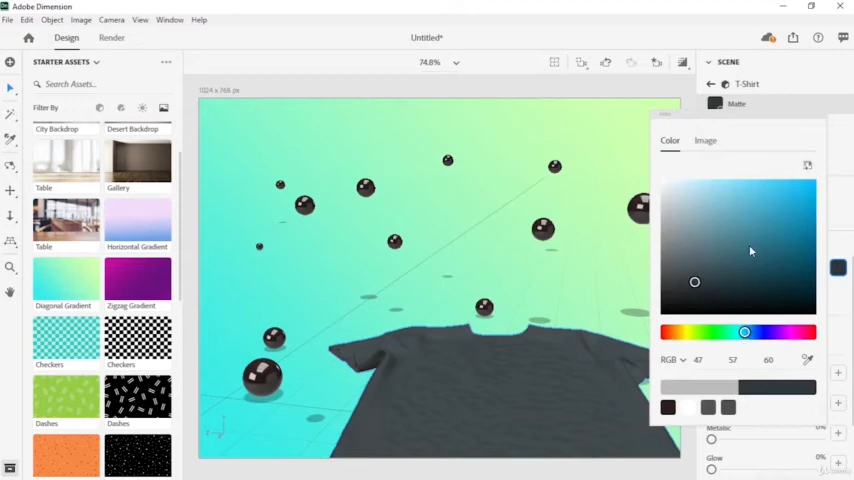 Dn Adobe Dimension
File Edit Object Image Camera View Window Help
Design Render Untitled*
STARTER ASSETS
74.8%
SCENE
Search Assets...
T-Shirt
1024 x 768 px
Matte
Filter By
City Backdrop Desert Backdrop
Color Image
Table Gallery
Table Horizontal Gradient
Diagonal Gradient Zigzag Gradient
RGB 47 57 60
Checkers Checkers
Dashes Dashes
Metallic 0%
Glow 0%
Udemy